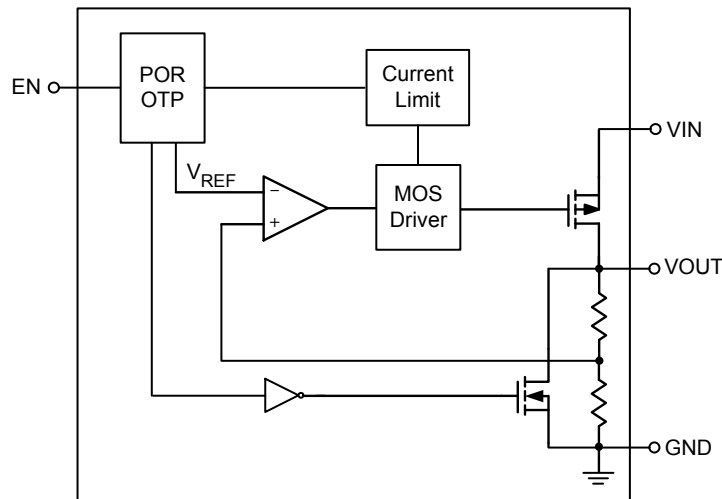 POR
OTP
EN
Current
Limit
VIN
VREF
−
+
MOS
Driver
VOUT
GND